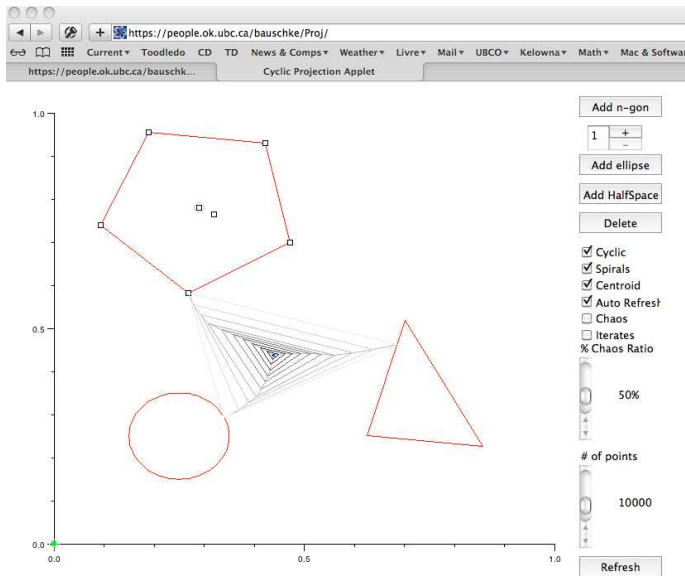 https://people.ok.ubc.ca/bauschke/Proj/
Current▾ Toodledo CD TD News & Comps▾ Weather▾ Livre▾ Mail▾ UBCO▾ Kelowna▾ Math▾ Mac & Softwar
https://people.ok.ubc.ca/bauschk... Cyclic Projection Applet
Add n-gon
1 + -
Add ellipse
Add HalfSpace
Delete
Cyclic
Spirals
Centroid
Auto Refresh
Chaos
Iterates
% Chaos Ratio
50%
# of points
10000
Refresh
1.0
0.5
0.0
0.0 0.5 1.0